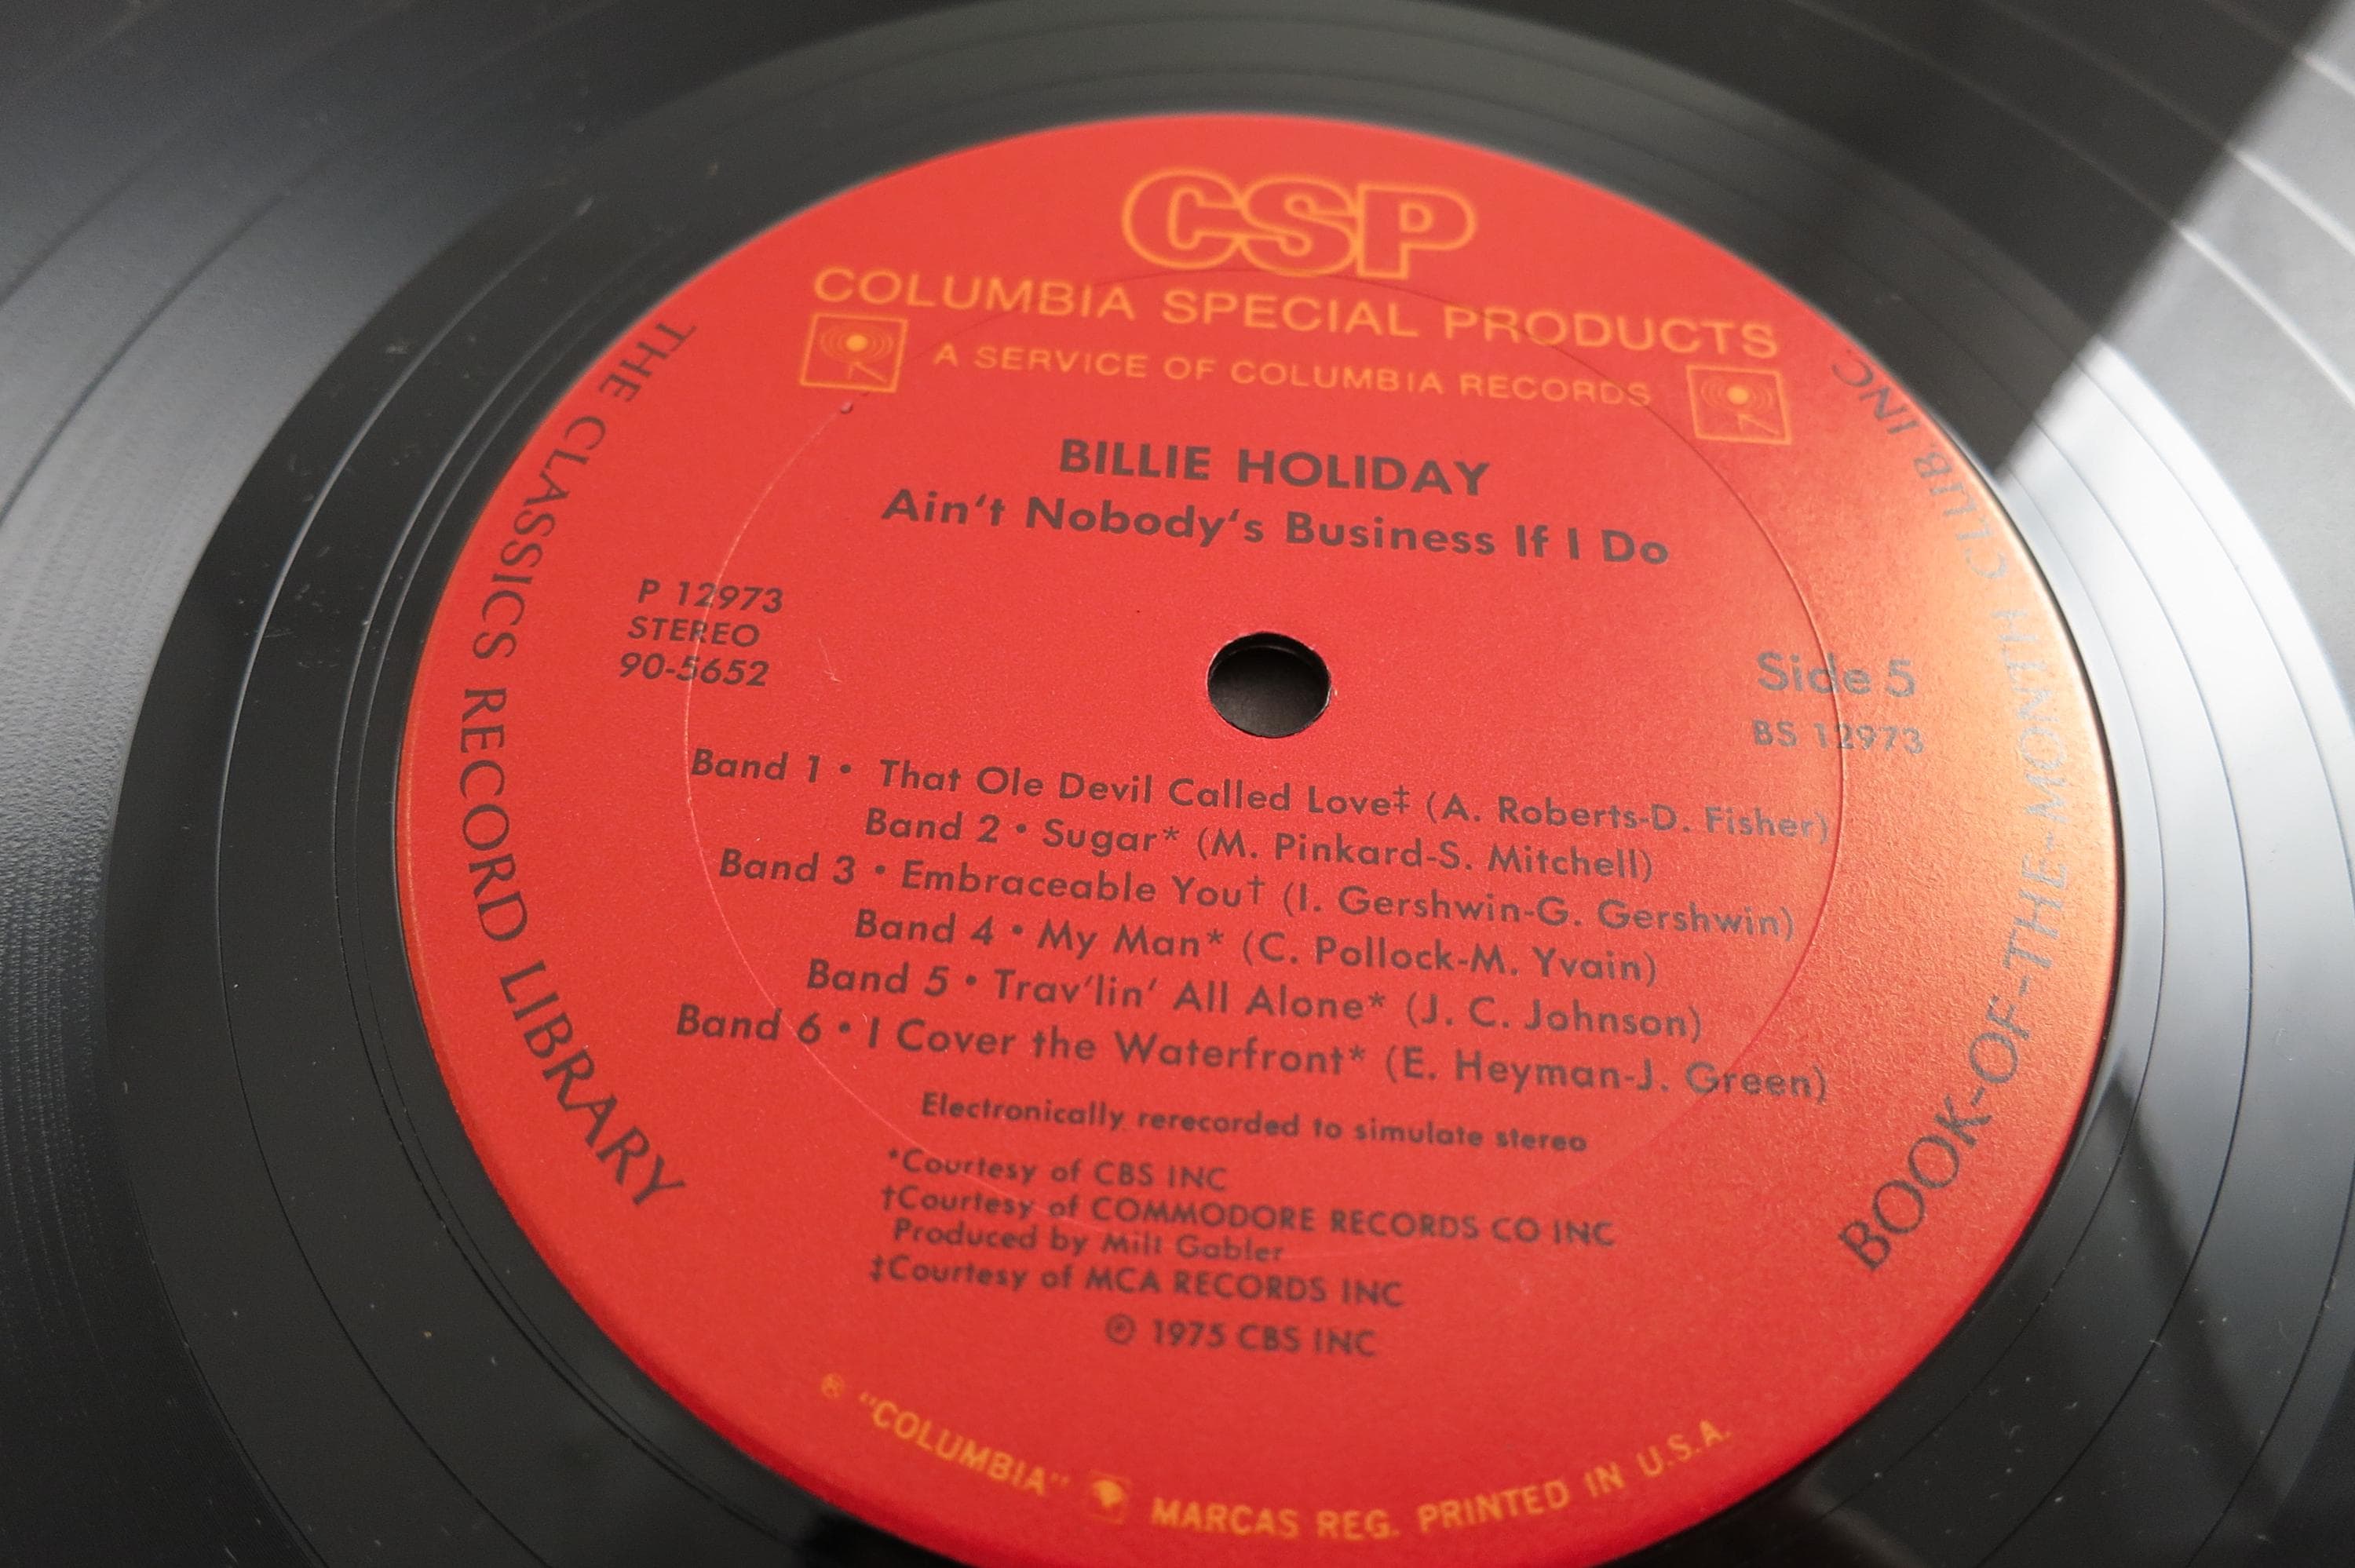 CSP
COLUMBIA SPECIAL PRODUCTS
A SERVICE OF COLUMBIA RECORDS
THE CLASSICS RECORD LIBRARY
BOOK-OF-THE-MONTH CLUB INC
BILLIE HOLIDAY
Ain't Nobody's Business If I Do
P 12973
STEREO
90-5652
Side 5
BS 12973
Band 1 • That Ole Devil Called Love‡ (A. Roberts-D. Fisher)
Band 2 • Sugar* (M. Pinkard-S. Mitchell)
Band 3 • Embraceable You† (I. Gershwin-G. Gershwin)
Band 4 • My Man* (C. Pollock-M. Yvain)
Band 5 • Trav'lin' All Alone* (J. C. Johnson)
Band 6 • I Cover the Waterfront* (E. Heyman-J. Green)
Electronically rerecorded to simulate stereo
*Courtesy of CBS INC
†Courtesy of COMMODORE RECORDS CO INC
Produced by Milt Gabler
‡Courtesy of MCA RECORDS INC
℗ 1975 CBS INC
® "COLUMBIA" MARCAS REG. PRINTED IN U.S.A.